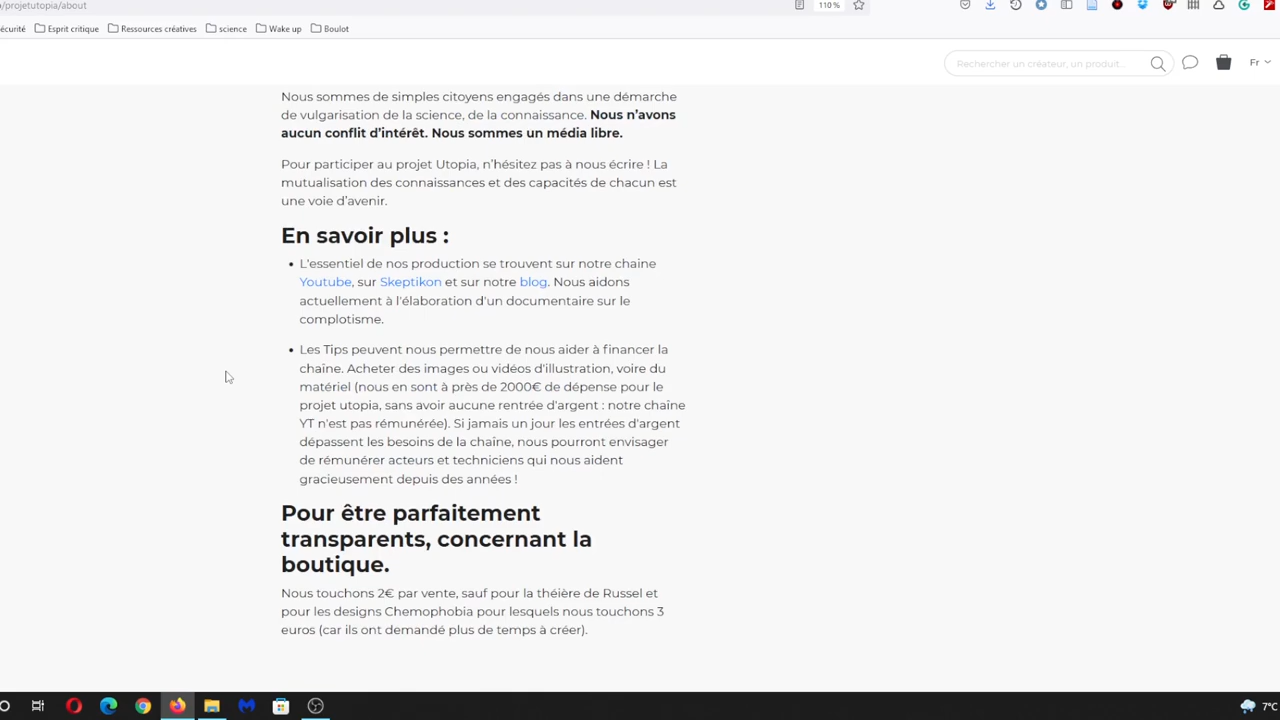 /projetutopia/about
110 %
écurité
Esprit critique
Ressources créatives
science
Wake up
Boulot
Rechercher un créateur, un produit...
Fr
Nous sommes de simples citoyens engagés dans une démarche
de vulgarisation de la science, de la connaissance. Nous n’avons
aucun conflit d’intérêt. Nous sommes un média libre.
Pour participer au projet Utopia, n’hésitez pas à nous écrire ! La
mutualisation des connaissances et des capacités de chacun est
une voie d’avenir.
En savoir plus :
• L'essentiel de nos production se trouvent sur notre chaine
Youtube, sur Skeptikon et sur notre blog. Nous aidons
actuellement à l'élaboration d'un documentaire sur le
complotisme.
• Les Tips peuvent nous permettre de nous aider à financer la
chaîne. Acheter des images ou vidéos d'illustration, voire du
matériel (nous en sont à près de 2000€ de dépense pour le
projet utopia, sans avoir aucune rentrée d'argent : notre chaîne
YT n'est pas rémunérée). Si jamais un jour les entrées d'argent
dépassent les besoins de la chaîne, nous pourront envisager
de rémunérer acteurs et techniciens qui nous aident
gracieusement depuis des années !
Pour être parfaitement
transparents, concernant la
boutique.
Nous touchons 2€ par vente, sauf pour la théière de Russel et
pour les designs Chemophobia pour lesquels nous touchons 3
euros (car ils ont demandé plus de temps à créer).
7°C